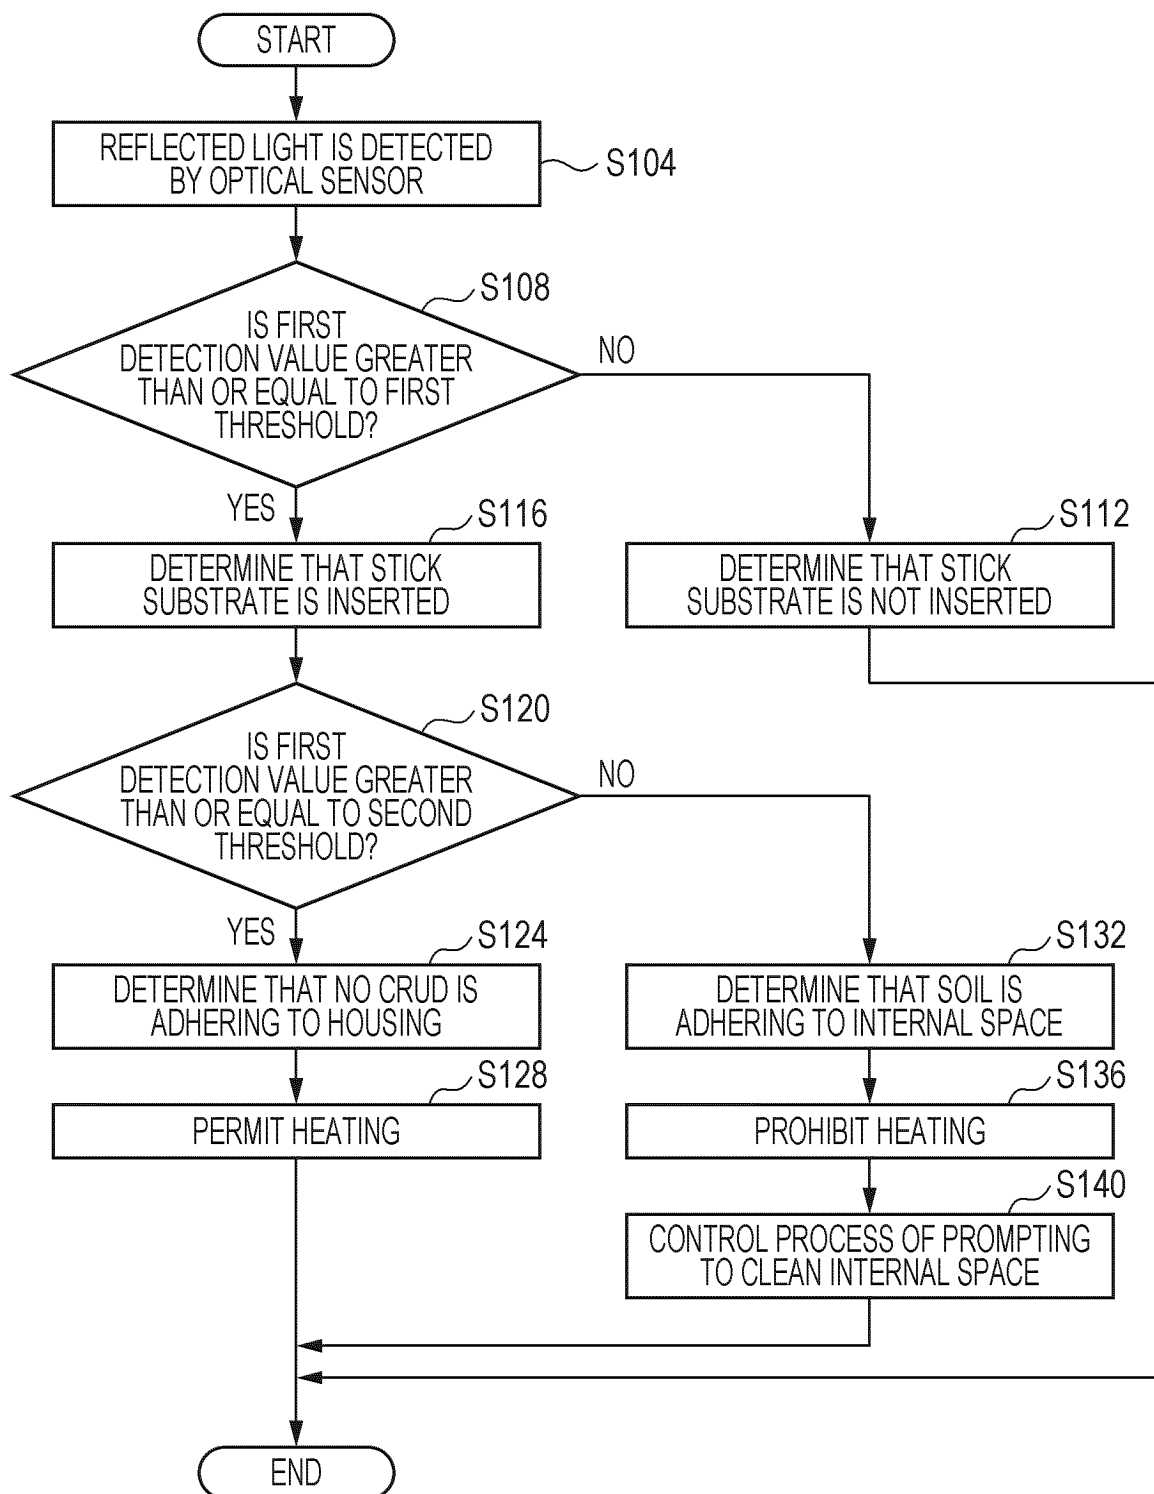 START
REFLECTED LIGHT IS DETECTED
BY OPTICAL SENSOR
S104
S108
IS FIRST
DETECTION VALUE GREATER
THAN OR EQUAL TO FIRST
THRESHOLD?
NO
YES
S116
DETERMINE THAT STICK
SUBSTRATE IS INSERTED
S112
DETERMINE THAT STICK
SUBSTRATE IS NOT INSERTED
S120
IS FIRST
DETECTION VALUE GREATER
THAN OR EQUAL TO SECOND
THRESHOLD?
NO
YES
S124
DETERMINE THAT NO CRUD IS
ADHERING TO HOUSING
S132
DETERMINE THAT SOIL IS
ADHERING TO INTERNAL SPACE
S128
PERMIT HEATING
S136
PROHIBIT HEATING
S140
CONTROL PROCESS OF PROMPTING
TO CLEAN INTERNAL SPACE
END